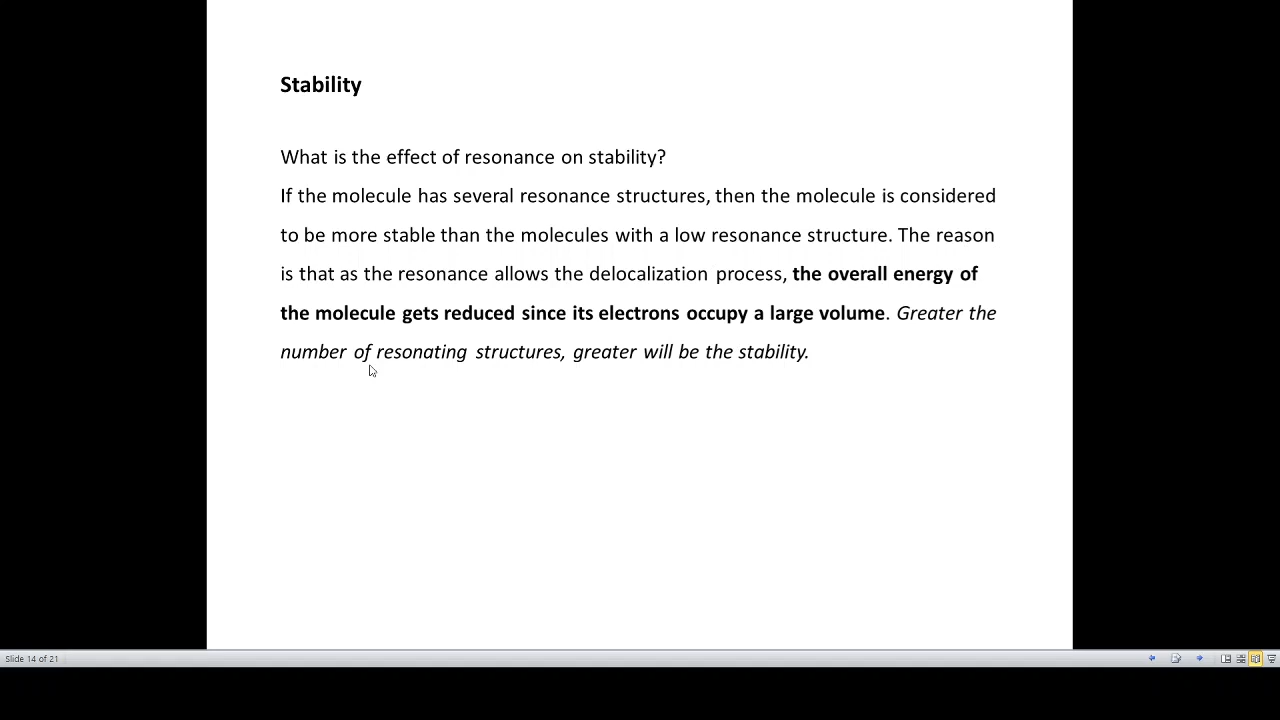 Stability
What is the effect of resonance on stability?
If the molecule has several resonance structures, then the molecule is considered
to be more stable than the molecules with a low resonance structure. The reason
is that as the resonance allows the delocalization process, the overall energy of
the molecule gets reduced since its electrons occupy a large volume. Greater the
number of resonating structures, greater will be the stability.
Slide 14 of 21